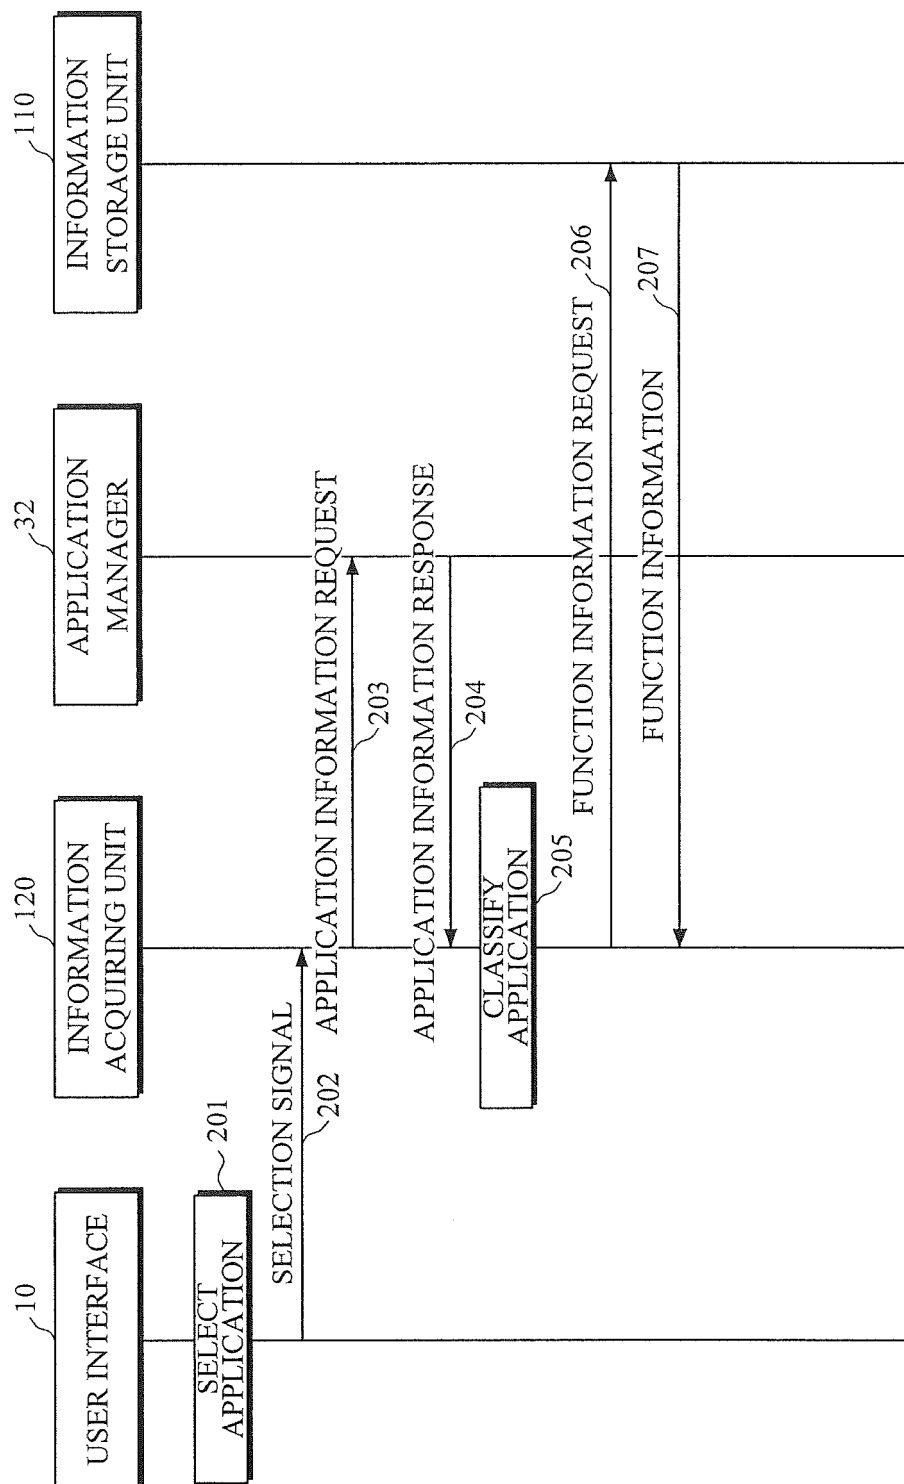 10
USER INTERFACE
120
INFORMATION
ACQUIRING UNIT
32
APPLICATION
MANAGER
110
INFORMATION
STORAGE UNIT
SELECT
APPLICATION
201
SELECTION SIGNAL
202
APPLICATION INFORMATION REQUEST
203
APPLICATION INFORMATION RESPONSE
204
CLASSIFY
APPLICATION
205
FUNCTION INFORMATION REQUEST
206
FUNCTION INFORMATION
207